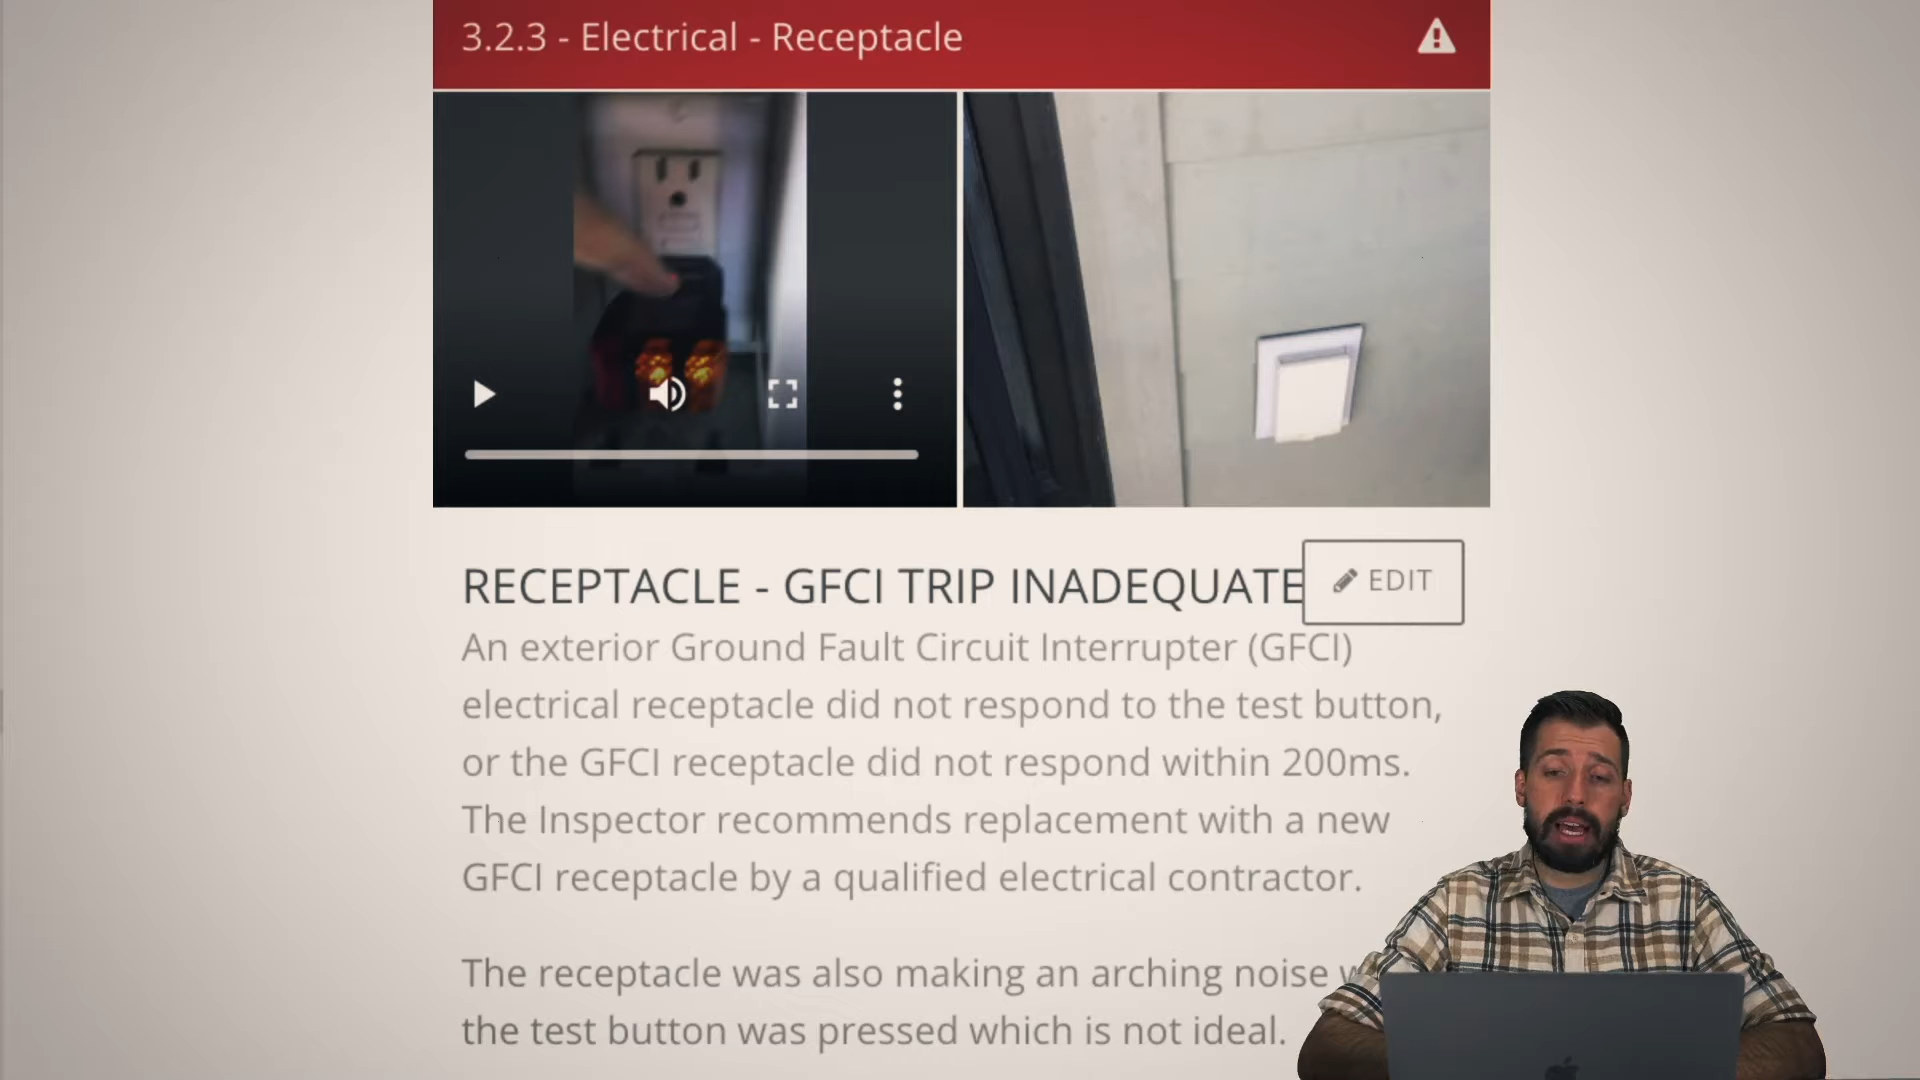 3.2.3 - Electrical - Receptacle
RECEPTACLE - GFCI TRIP INADEQUATE
EDIT
An exterior Ground Fault Circuit Interrupter (GFCI)
electrical receptacle did not respond to the test button,
or the GFCI receptacle did not respond within 200ms.
The Inspector recommends replacement with a new
GFCI receptacle by a qualified electrical contractor.
The receptacle was also making an arching noise
the test button was pressed which is not ideal.